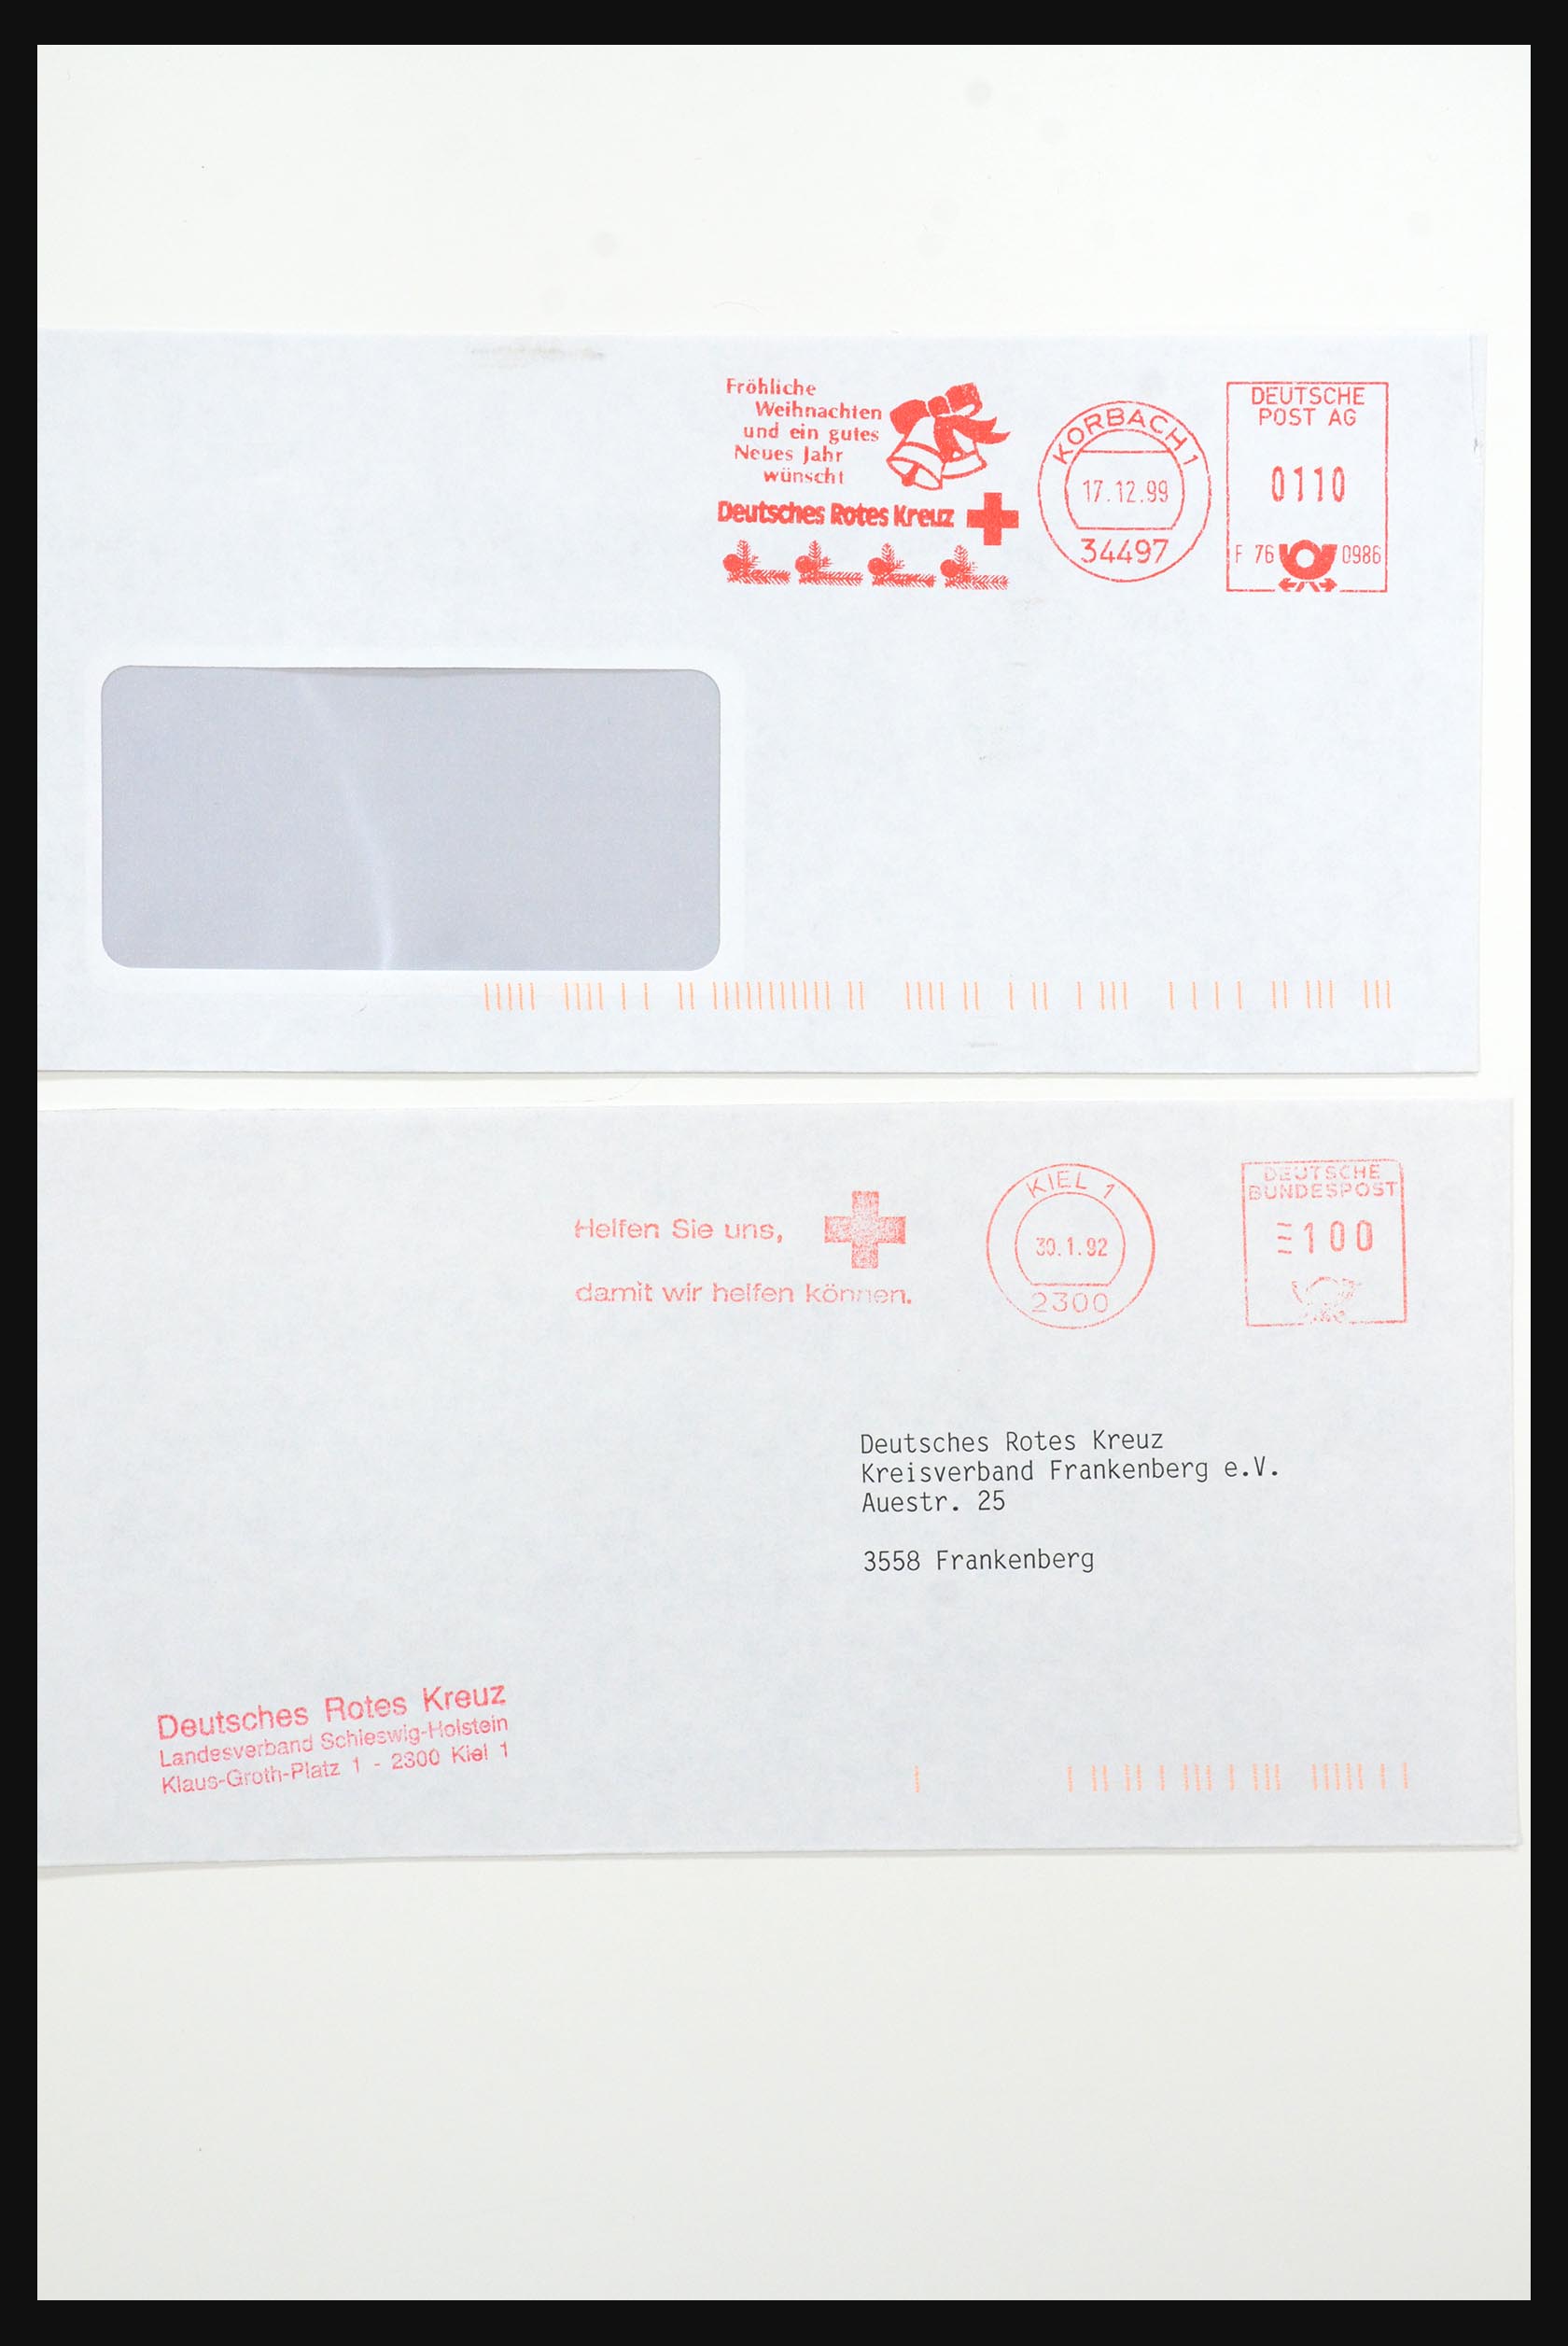 Fröhliche
Weihnachten
und ein gutes
Neues Jahr
wünscht
Deutsches Rotes Kreuz
KORBACH 1
17.12.99
34497
DEUTSCHE
POST AG
0110
F 76 0986
Helfen Sie uns,
damit wir helfen können.
KIEL 1
30.1.92
2300
DEUTSCHE
BUNDESPOST
100
Deutsches Rotes Kreuz
Kreisverband Frankenberg e.V.
Auestr. 25
3558 Frankenberg
Deutsches Rotes Kreuz
Landesverband Schleswig-Holstein
Klaus-Groth-Platz 1 - 2300 Kiel 1